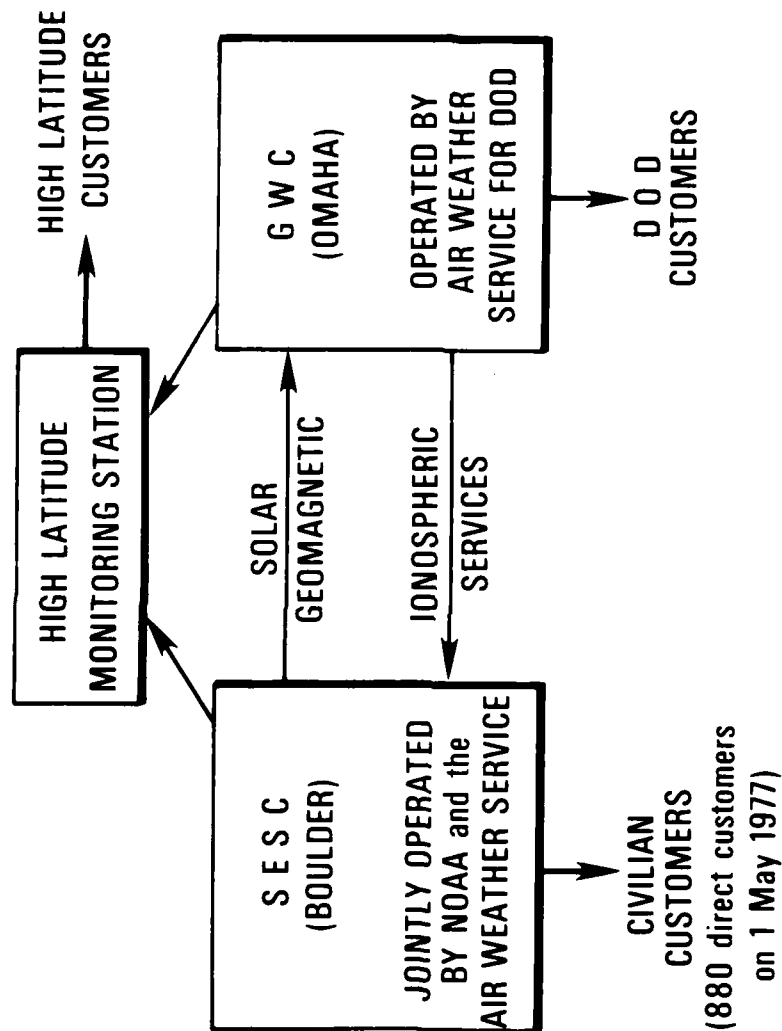 HIGH LATITUDE
MONITORING STATION
HIGH LATITUDE
CUSTOMERS
S E S C
(BOULDER)
JOINTLY OPERATED
BY NOAA and the
AIR WEATHER SERVICE
SOLAR
GEOMAGNETIC
IONOSPHERIC
SERVICES
G W C
(OMAHA)
OPERATED BY
AIR WEATHER
SERVICE FOR DOD
CIVILIAN
CUSTOMERS
(880 direct customers
on 1 May 1977)
D O D
CUSTOMERS